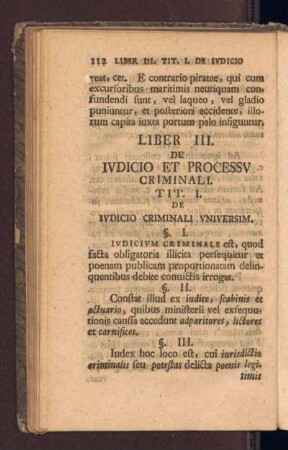 112 LIBER III. TIT. I. DE IVDICIO
veat, cet. E contrario piratae, qui cum
excursoribus maritimis neutiquam con-
fundendi sunt, vel laqueo, vel gladio
puniuntur, et posteriori accidente, illo-
rum capita iuxta portum palo infiguntur.
LIBER III.
DE
IVDICIO ET PROCESSV
CRIMINALI.
TIT. I.
DE
IVDICIO CRIMINALI VNIVERSIM.
§. I.
IVDICIVM CRIMINALE est, quod
facta obligatoria illicita persequitur et
poenam publicam proportionatam delin-
quentibus debite convictis irrogat.
§. II.
Constat illud ex iudice, scabinis et
actuario, quibus ministerii vel exsequu-
tionis caussa accedunt adparitores, lictores
et carnifices.
§. III.
Iudex hoc loco est, cui iurisdictio
criminalis seu potestas delicta poenis legi-
timis